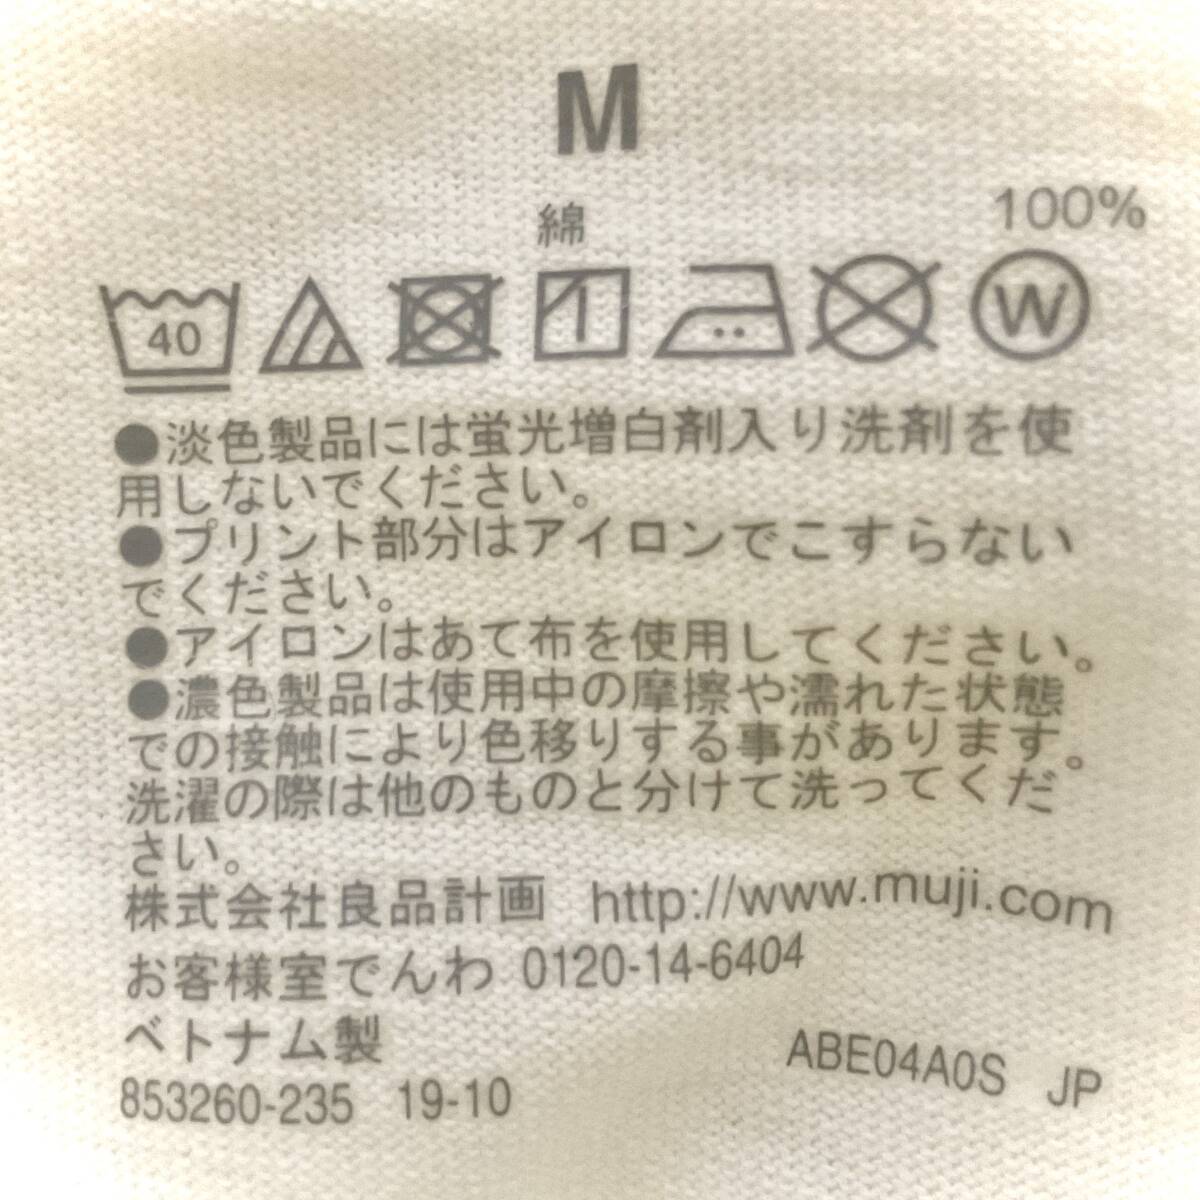 M
綿 100%
40 W
●淡色製品には蛍光増白剤入り洗剤を使
用しないでください。
●プリント部分はアイロンでこすらない
でください。
●アイロンはあて布を使用してください。
●濃色製品は使用中の摩擦や濡れた状態
での接触により色移りする事があります。
洗濯の際は他のものと分けて洗ってくだ
さい。
株式会社良品計画 http://www.muji.com
お客様室でんわ 0120-14-6404
ベトナム製 ABE04A0S JP
853260-235 19-10